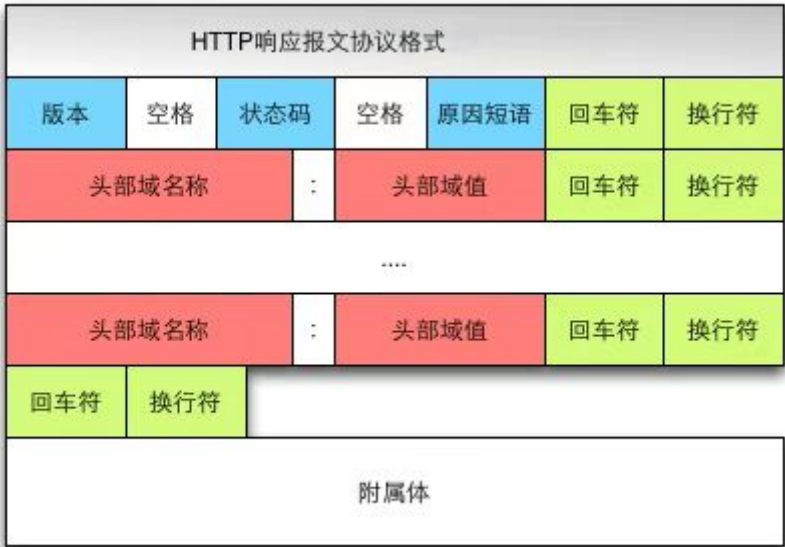 HTTP响应报文协议格式
版本 空格 状态码 空格 原因短语 回车符 换行符
头部域名称 : 头部域值 回车符 换行符
....
头部域名称 : 头部域值 回车符 换行符
回车符 换行符
附属体